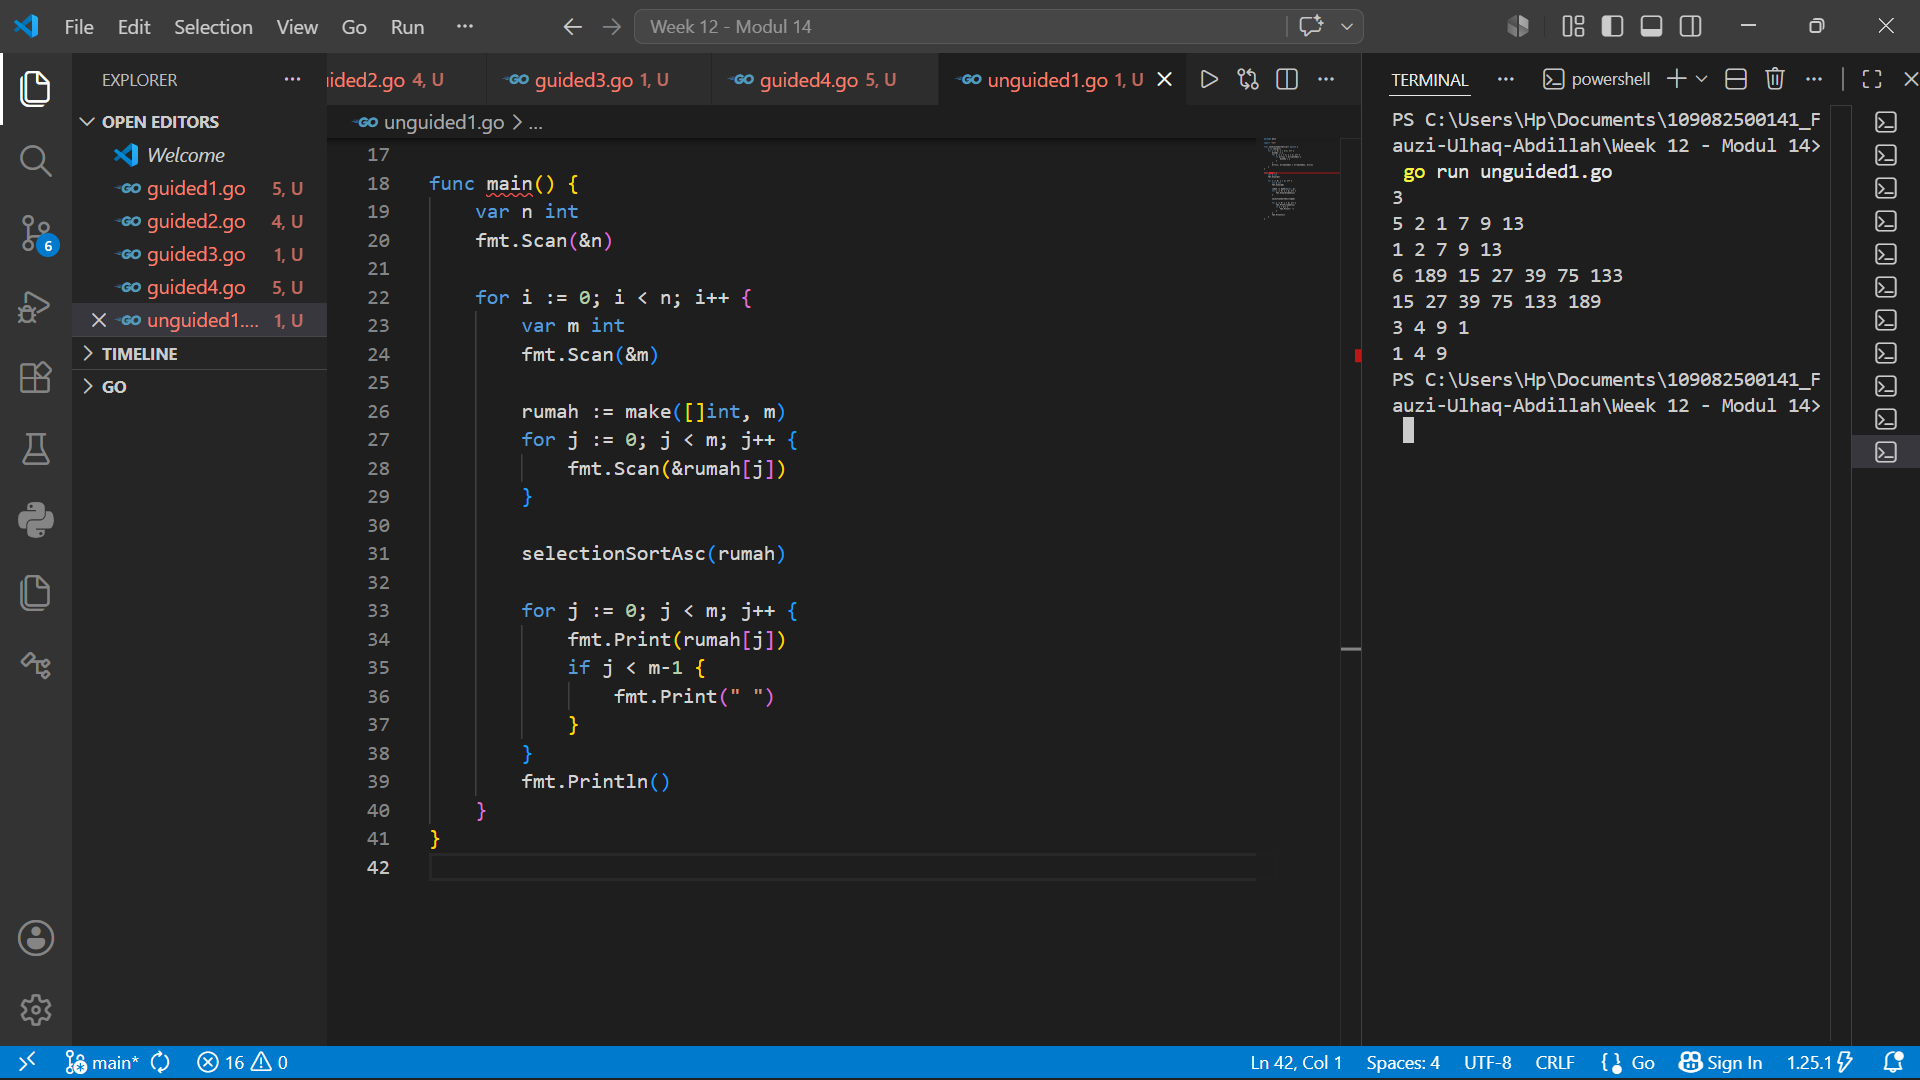 File Edit Selection View Go Run ···
Week 12 - Modul 14
EXPLORER ···
OPEN EDITORS
Welcome
guided1.go 5, U
guided2.go 4, U
guided3.go 1, U
guided4.go 5, U
unguided1.... 1, U
TIMELINE
GO
6
uided2.go 4, U
guided3.go 1, U
guided4.go 5, U
unguided1.go 1, U
unguided1.go > ...
17
18 func main() {
19 var n int
20 fmt.Scan(&n)
21
22 for i := 0; i < n; i++ {
23 var m int
24 fmt.Scan(&m)
25
26 rumah := make([]int, m)
27 for j := 0; j < m; j++ {
28 fmt.Scan(&rumah[j])
29 }
30
31 selectionSortAsc(rumah)
32
33 for j := 0; j < m; j++ {
34 fmt.Print(rumah[j])
35 if j < m-1 {
36 fmt.Print(" ")
37 }
38 }
39 fmt.Println()
40 }
41 }
42
TERMINAL ··· powershell
PS C:\Users\Hp\Documents\109082500141_F
auzi-Ulhaq-Abdillah\Week 12 - Modul 14>
go run unguided1.go
3
5 2 1 7 9 13
1 2 7 9 13
6 189 15 27 39 75 133
15 27 39 75 133 189
3 4 9 1
1 4 9
PS C:\Users\Hp\Documents\109082500141_F
auzi-Ulhaq-Abdillah\Week 12 - Modul 14>
main* 16 0 Ln 42, Col 1 Spaces: 4 UTF-8 CRLF {} Go Sign In 1.25.1